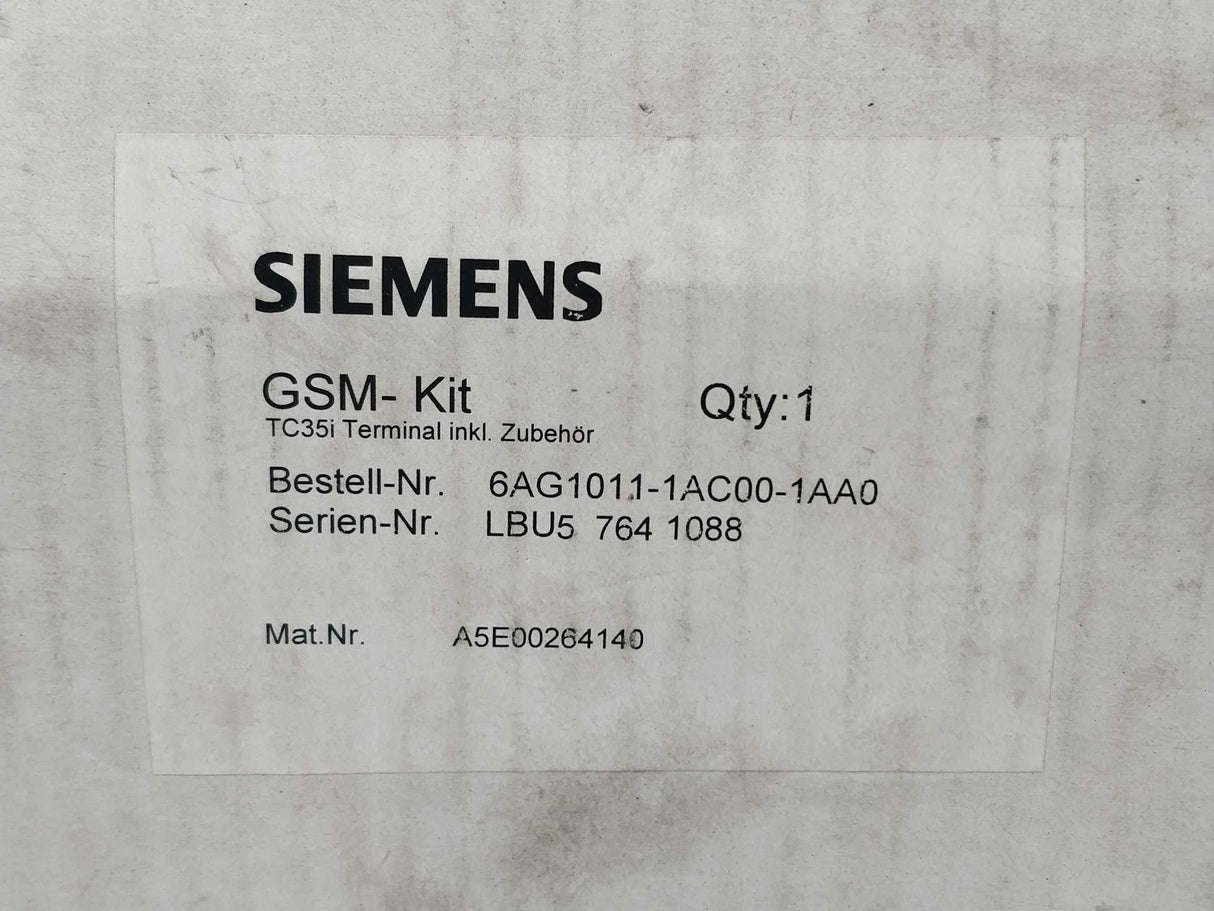 SIEMENS
GSM- Kit Qty:1
TC35i Terminal inkl. Zubehör
Bestell-Nr. 6AG1011-1AC00-1AA0
Serien-Nr. LBU5 764 1088
Mat.Nr. A5E00264140